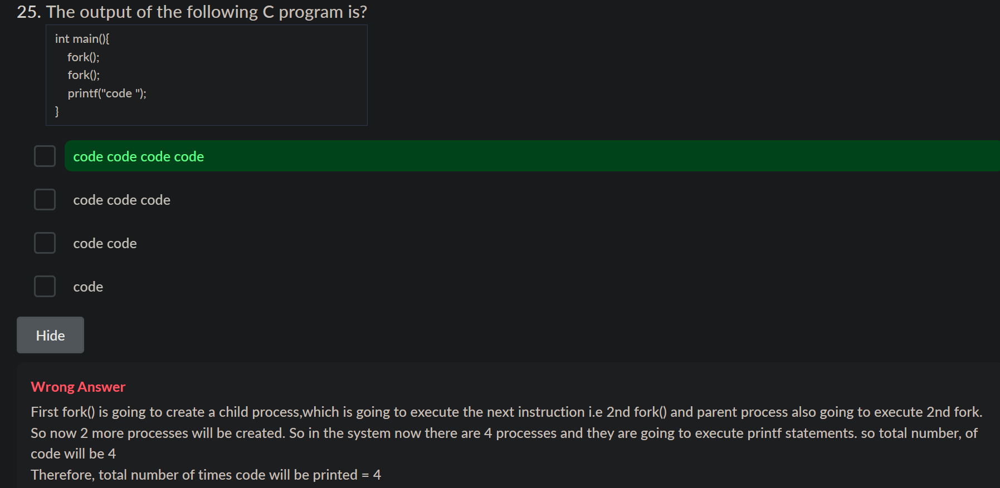 25. The output of the following C program is?
int main(){
fork();
fork();
printf("code ");
}
code code code code
code code code
code code
code
Hide
Wrong Answer
First fork() is going to create a child process,which is going to execute the next instruction i.e 2nd fork() and parent process also going to execute 2nd fork.
So now 2 more processes will be created. So in the system now there are 4 processes and they are going to execute printf statements. so total number, of
code will be 4
Therefore, total number of times code will be printed = 4